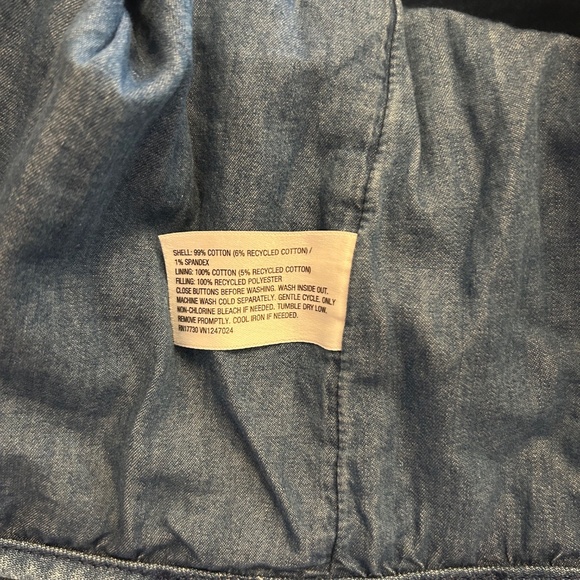 SHELL: 99% COTTON (6% RECYCLED COTTON) /
1% SPANDEX
LINING: 100% COTTON (5% RECYCLED COTTON)
FILLING: 100% RECYCLED POLYESTER
CLOSE BUTTONS BEFORE WASHING. WASH INSIDE OUT.
MACHINE WASH COLD SEPARATELY. GENTLE CYCLE. ONLY
NON-CHLORINE BLEACH IF NEEDED. TUMBLE DRY LOW.
REMOVE PROMPTLY. COOL IRON IF NEEDED.
RN17730 VN1247024